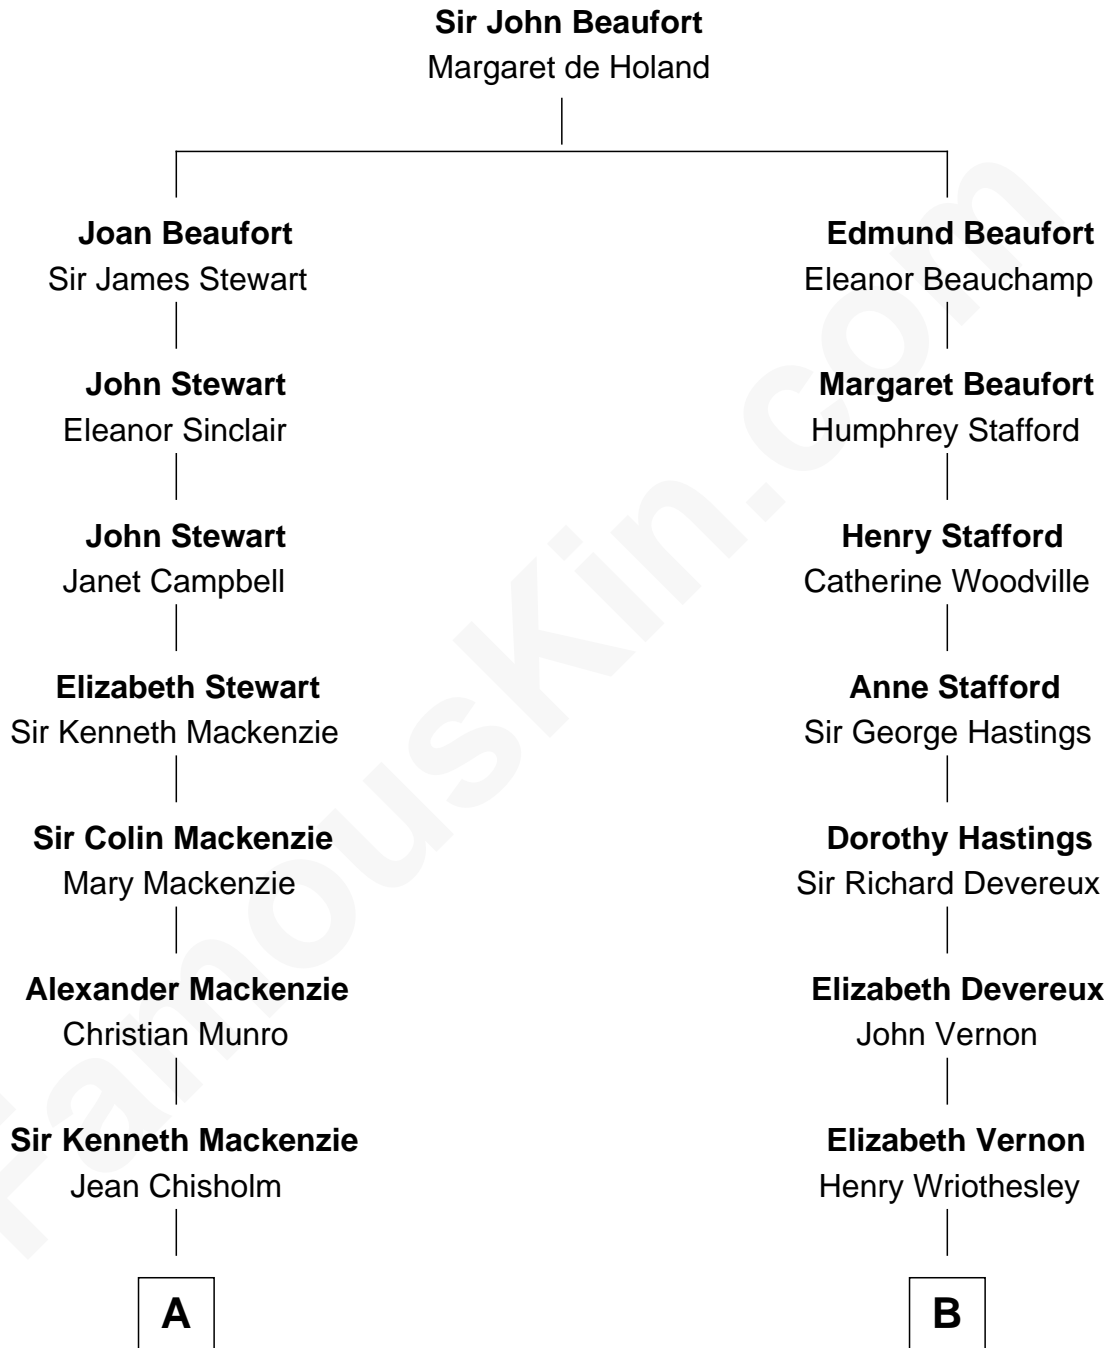 Sir John Beaufort
Margaret de Holand
Joan Beaufort
Sir James Stewart
John Stewart
Eleanor Sinclair
John Stewart
Janet Campbell
Elizabeth Stewart
Sir Kenneth Mackenzie
Sir Colin Mackenzie
Mary Mackenzie
Alexander Mackenzie
Christian Munro
Sir Kenneth Mackenzie
Jean Chisholm
A
Edmund Beaufort
Eleanor Beauchamp
Margaret Beaufort
Humphrey Stafford
Henry Stafford
Catherine Woodville
Anne Stafford
Sir George Hastings
Dorothy Hastings
Sir Richard Devereux
Elizabeth Devereux
John Vernon
Elizabeth Vernon
Henry Wriothesley
B
FamousKin.com